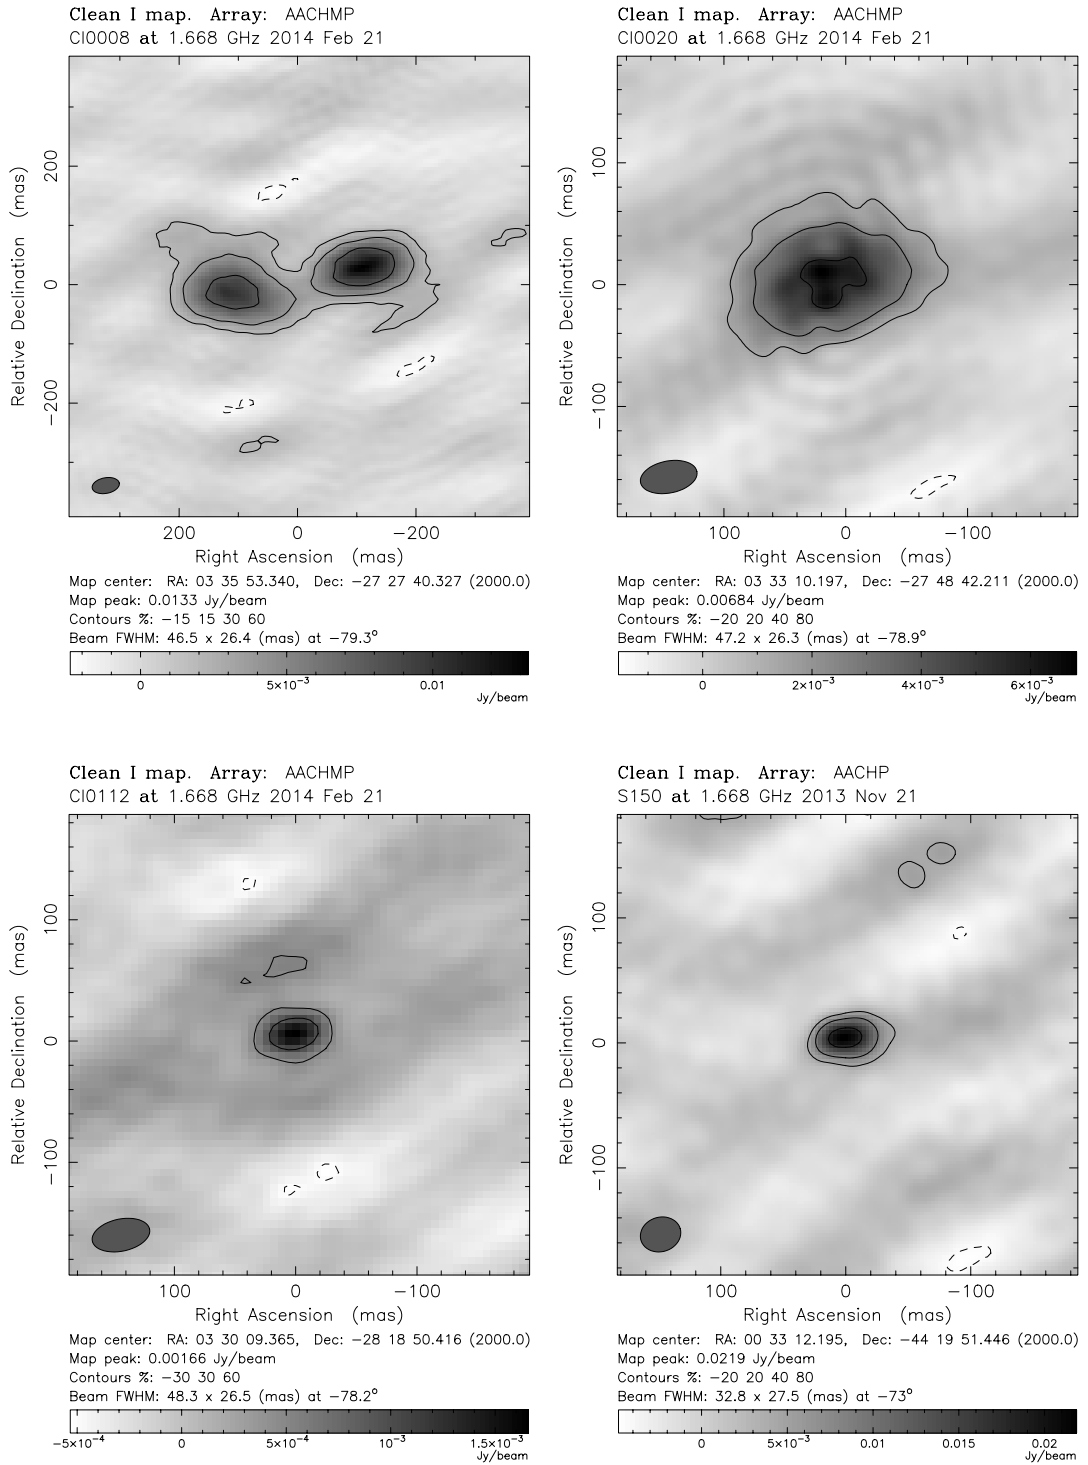 Clean I map. Array: AACHMP
CI0008 at 1.668 GHz 2014 Feb 21
Relative Declination (mas)
200
0
−200
200 0 −200
Right Ascension (mas)
Map center: RA: 03 35 53.340, Dec: −27 27 40.327 (2000.0)
Map peak: 0.0133 Jy/beam
Contours %: −15 15 30 60
Beam FWHM: 46.5 x 26.4 (mas) at −79.3°
0 5×10⁻³ 0.01
Jy/beam
Clean I map. Array: AACHMP
CI0020 at 1.668 GHz 2014 Feb 21
Relative Declination (mas)
100
0
−100
100 0 −100
Right Ascension (mas)
Map center: RA: 03 33 10.197, Dec: −27 48 42.211 (2000.0)
Map peak: 0.00684 Jy/beam
Contours %: −20 20 40 80
Beam FWHM: 47.2 x 26.3 (mas) at −78.9°
0 2×10⁻³ 4×10⁻³ 6×10⁻³
Jy/beam
Clean I map. Array: AACHMP
CI0112 at 1.668 GHz 2014 Feb 21
Relative Declination (mas)
100
0
−100
100 0 −100
Right Ascension (mas)
Map center: RA: 03 30 09.365, Dec: −28 18 50.416 (2000.0)
Map peak: 0.00166 Jy/beam
Contours %: −30 30 60
Beam FWHM: 48.3 x 26.5 (mas) at −78.2°
−5×10⁻⁴ 0 5×10⁻⁴ 10⁻³ 1.5×10⁻³
Jy/beam
Clean I map. Array: AACHP
S150 at 1.668 GHz 2013 Nov 21
Relative Declination (mas)
100
0
−100
100 0 −100
Right Ascension (mas)
Map center: RA: 00 33 12.195, Dec: −44 19 51.446 (2000.0)
Map peak: 0.0219 Jy/beam
Contours %: −20 20 40 80
Beam FWHM: 32.8 x 27.5 (mas) at −73°
0 5×10⁻³ 0.01 0.015 0.02
Jy/beam